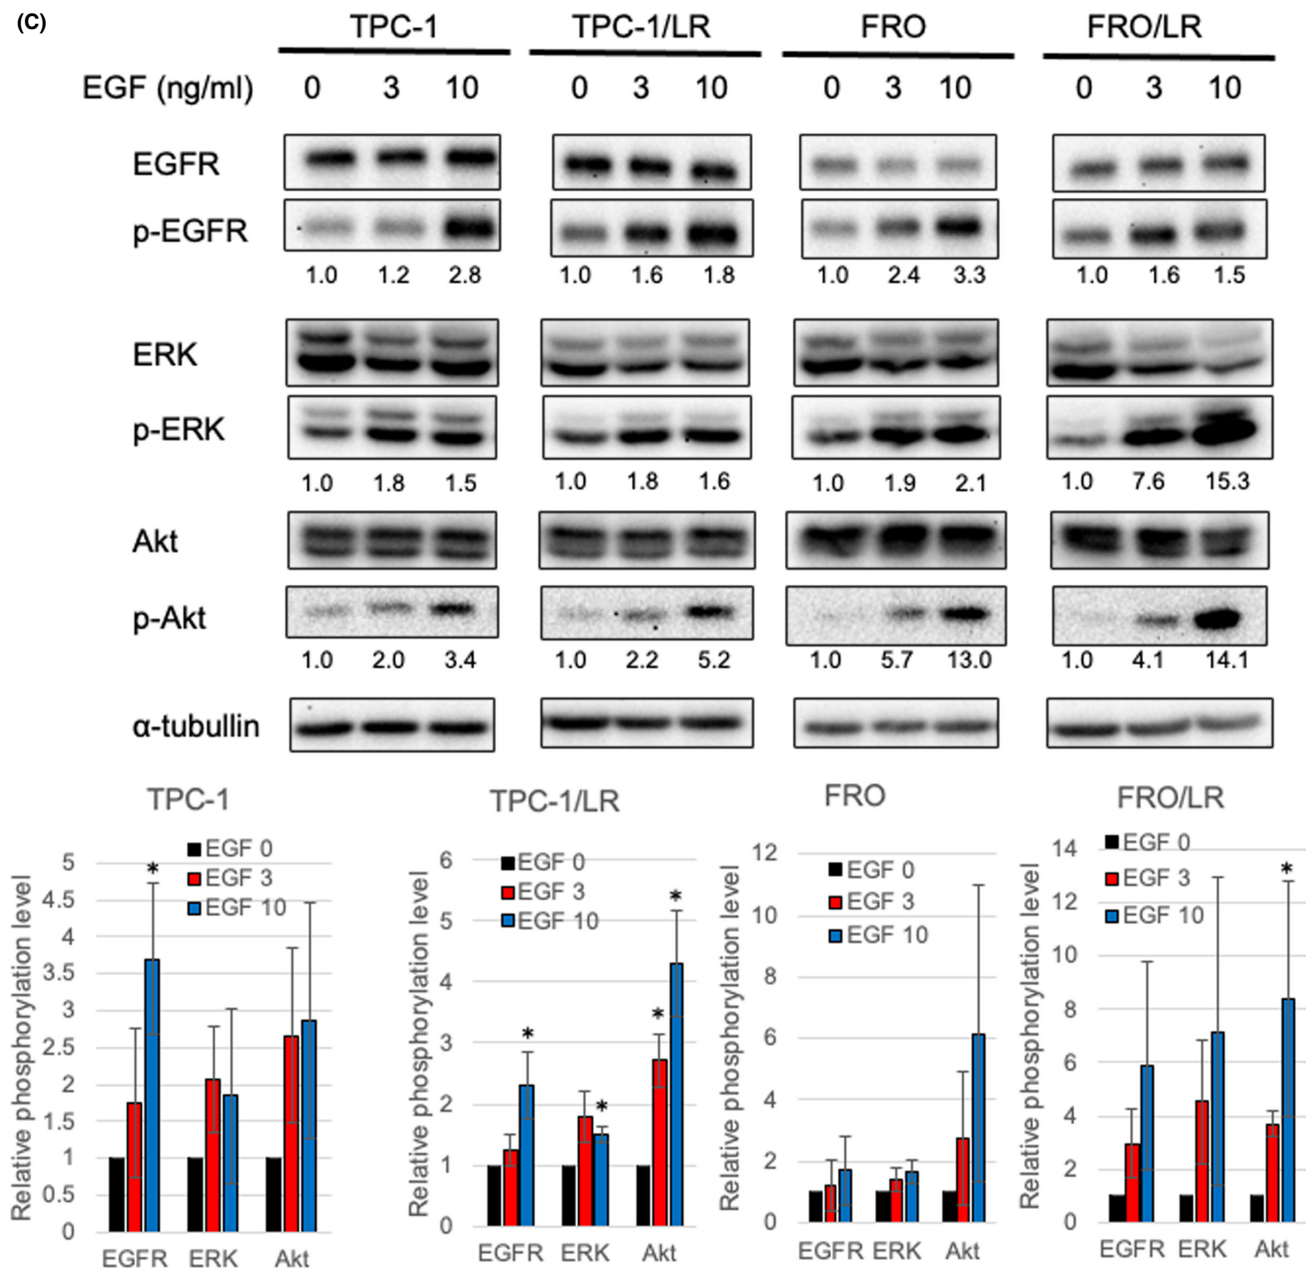 (C)
TPC-1 TPC-1/LR FRO FRO/LR
EGF (ng/ml) 0 3 10 0 3 10 0 3 10 0 3 10
EGFR
p-EGFR
1.0 1.2 2.8 1.0 1.6 1.8 1.0 2.4 3.3 1.0 1.6 1.5
ERK
p-ERK
1.0 1.8 1.5 1.0 1.8 1.6 1.0 1.9 2.1 1.0 7.6 15.3
Akt
p-Akt
1.0 2.0 3.4 1.0 2.2 5.2 1.0 5.7 13.0 1.0 4.1 14.1
α-tubullin
TPC-1
Relative phosphorylation level
EGF 0
EGF 3
EGF 10
5
4.5
4
3.5
3
2.5
2
1.5
1
0.5
0
*
EGFR ERK Akt
TPC-1/LR
Relative phosphorylation level
EGF 0
EGF 3
EGF 10
6
5
4
3
2
1
0
* * * *
EGFR ERK Akt
FRO
Relative phosphorylation level
EGF 0
EGF 3
EGF 10
12
10
8
6
4
2
0
EGFR ERK Akt
FRO/LR
Relative phosphorylation level
EGF 0
EGF 3
EGF 10
14
12
10
8
6
4
2
0
*
EGFR ERK Akt